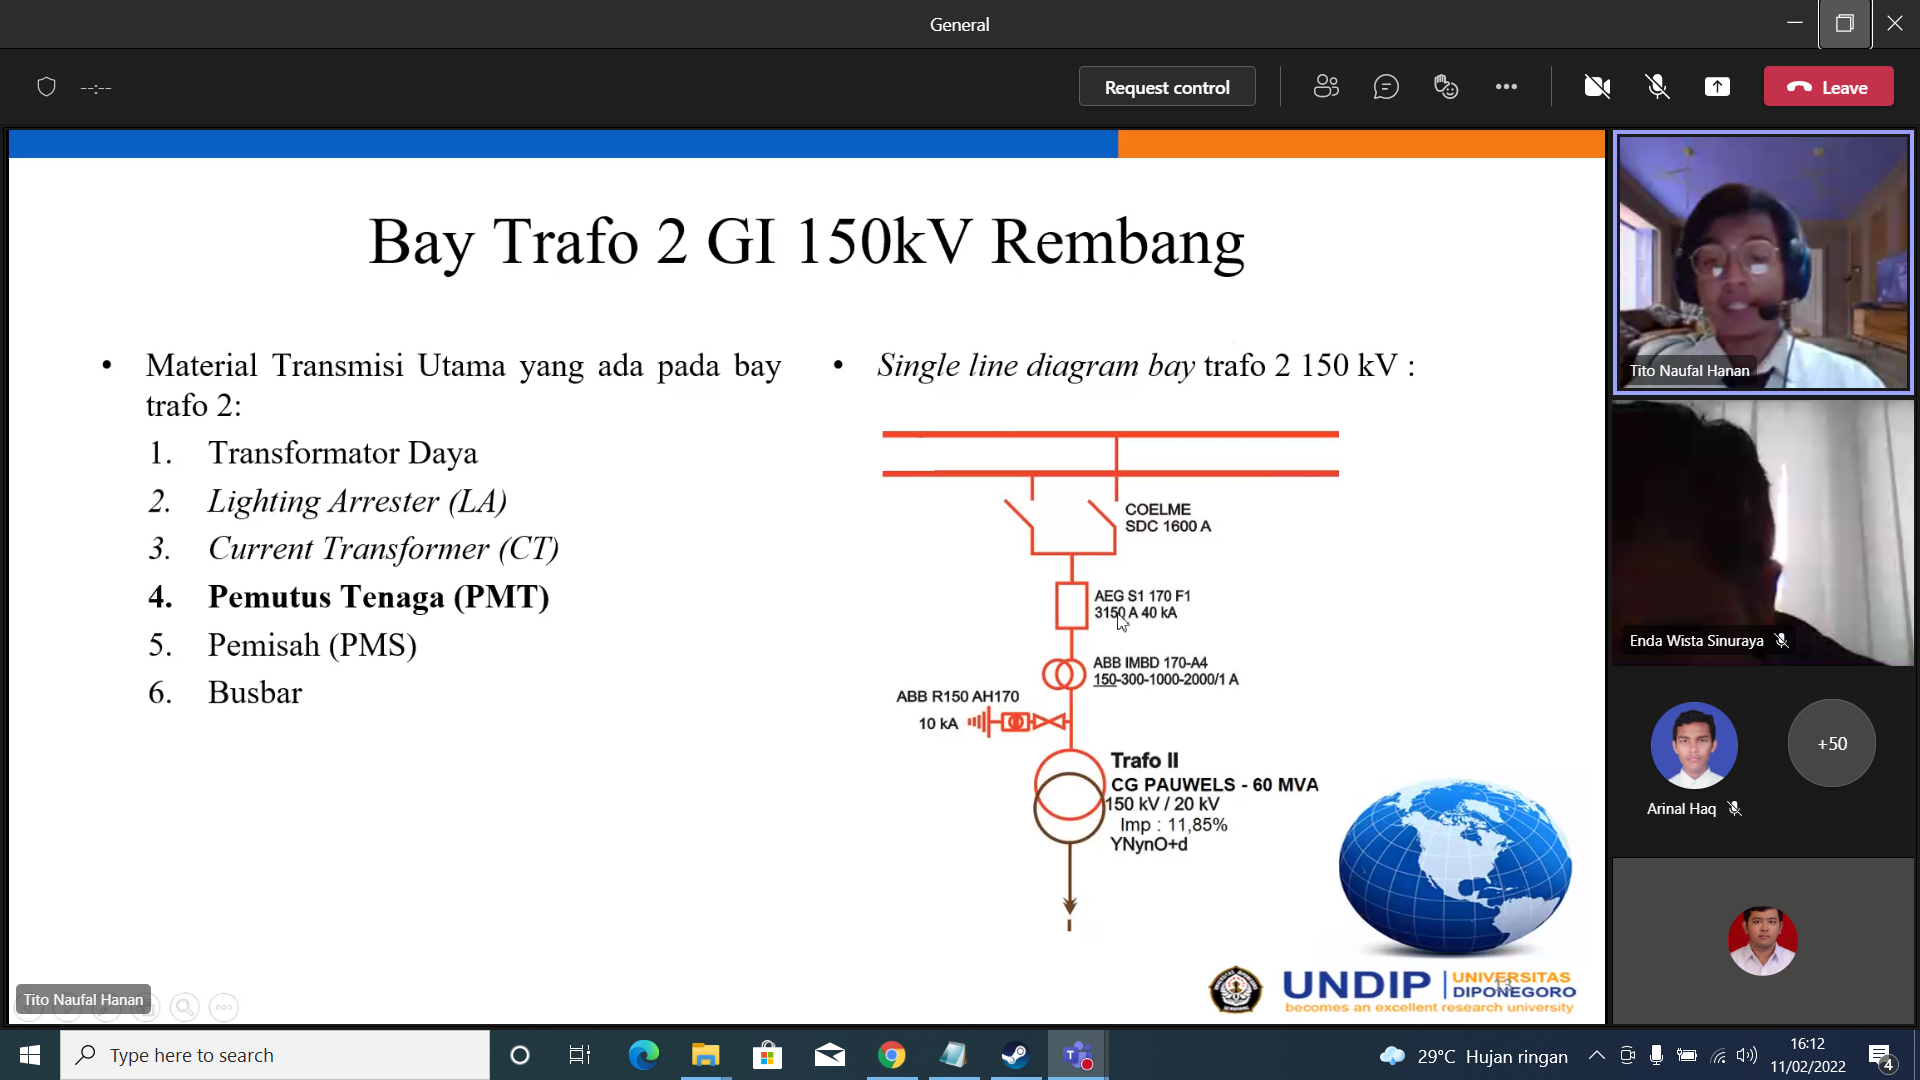 General
--:--
Request control
Leave
Bay Trafo 2 GI 150kV Rembang
• Material Transmisi Utama yang ada pada bay
trafo 2:
1. Transformator Daya
2. Lighting Arrester (LA)
3. Current Transformer (CT)
4. Pemutus Tenaga (PMT)
5. Pemisah (PMS)
6. Busbar
• Single line diagram bay trafo 2 150 kV :
COELME
SDC 1600 A
AEG S1 170 F1
3150 A 40 kA
ABB IMBD 170-A4
150-300-1000-2000/1 A
ABB R150 AH170
10 kA
Trafo II
CG PAUWELS - 60 MVA
150 kV / 20 kV
Imp : 11,85%
YNynO+d
UNDIP
UNIVERSITAS
DIPONEGORO
becomes an excellent research university
13
Tito Naufal Hanan
Tito Naufal Hanan
Enda Wista Sinuraya
Arinal Haq
+50
Type here to search
29°C Hujan ringan
16:12
11/02/2022
4